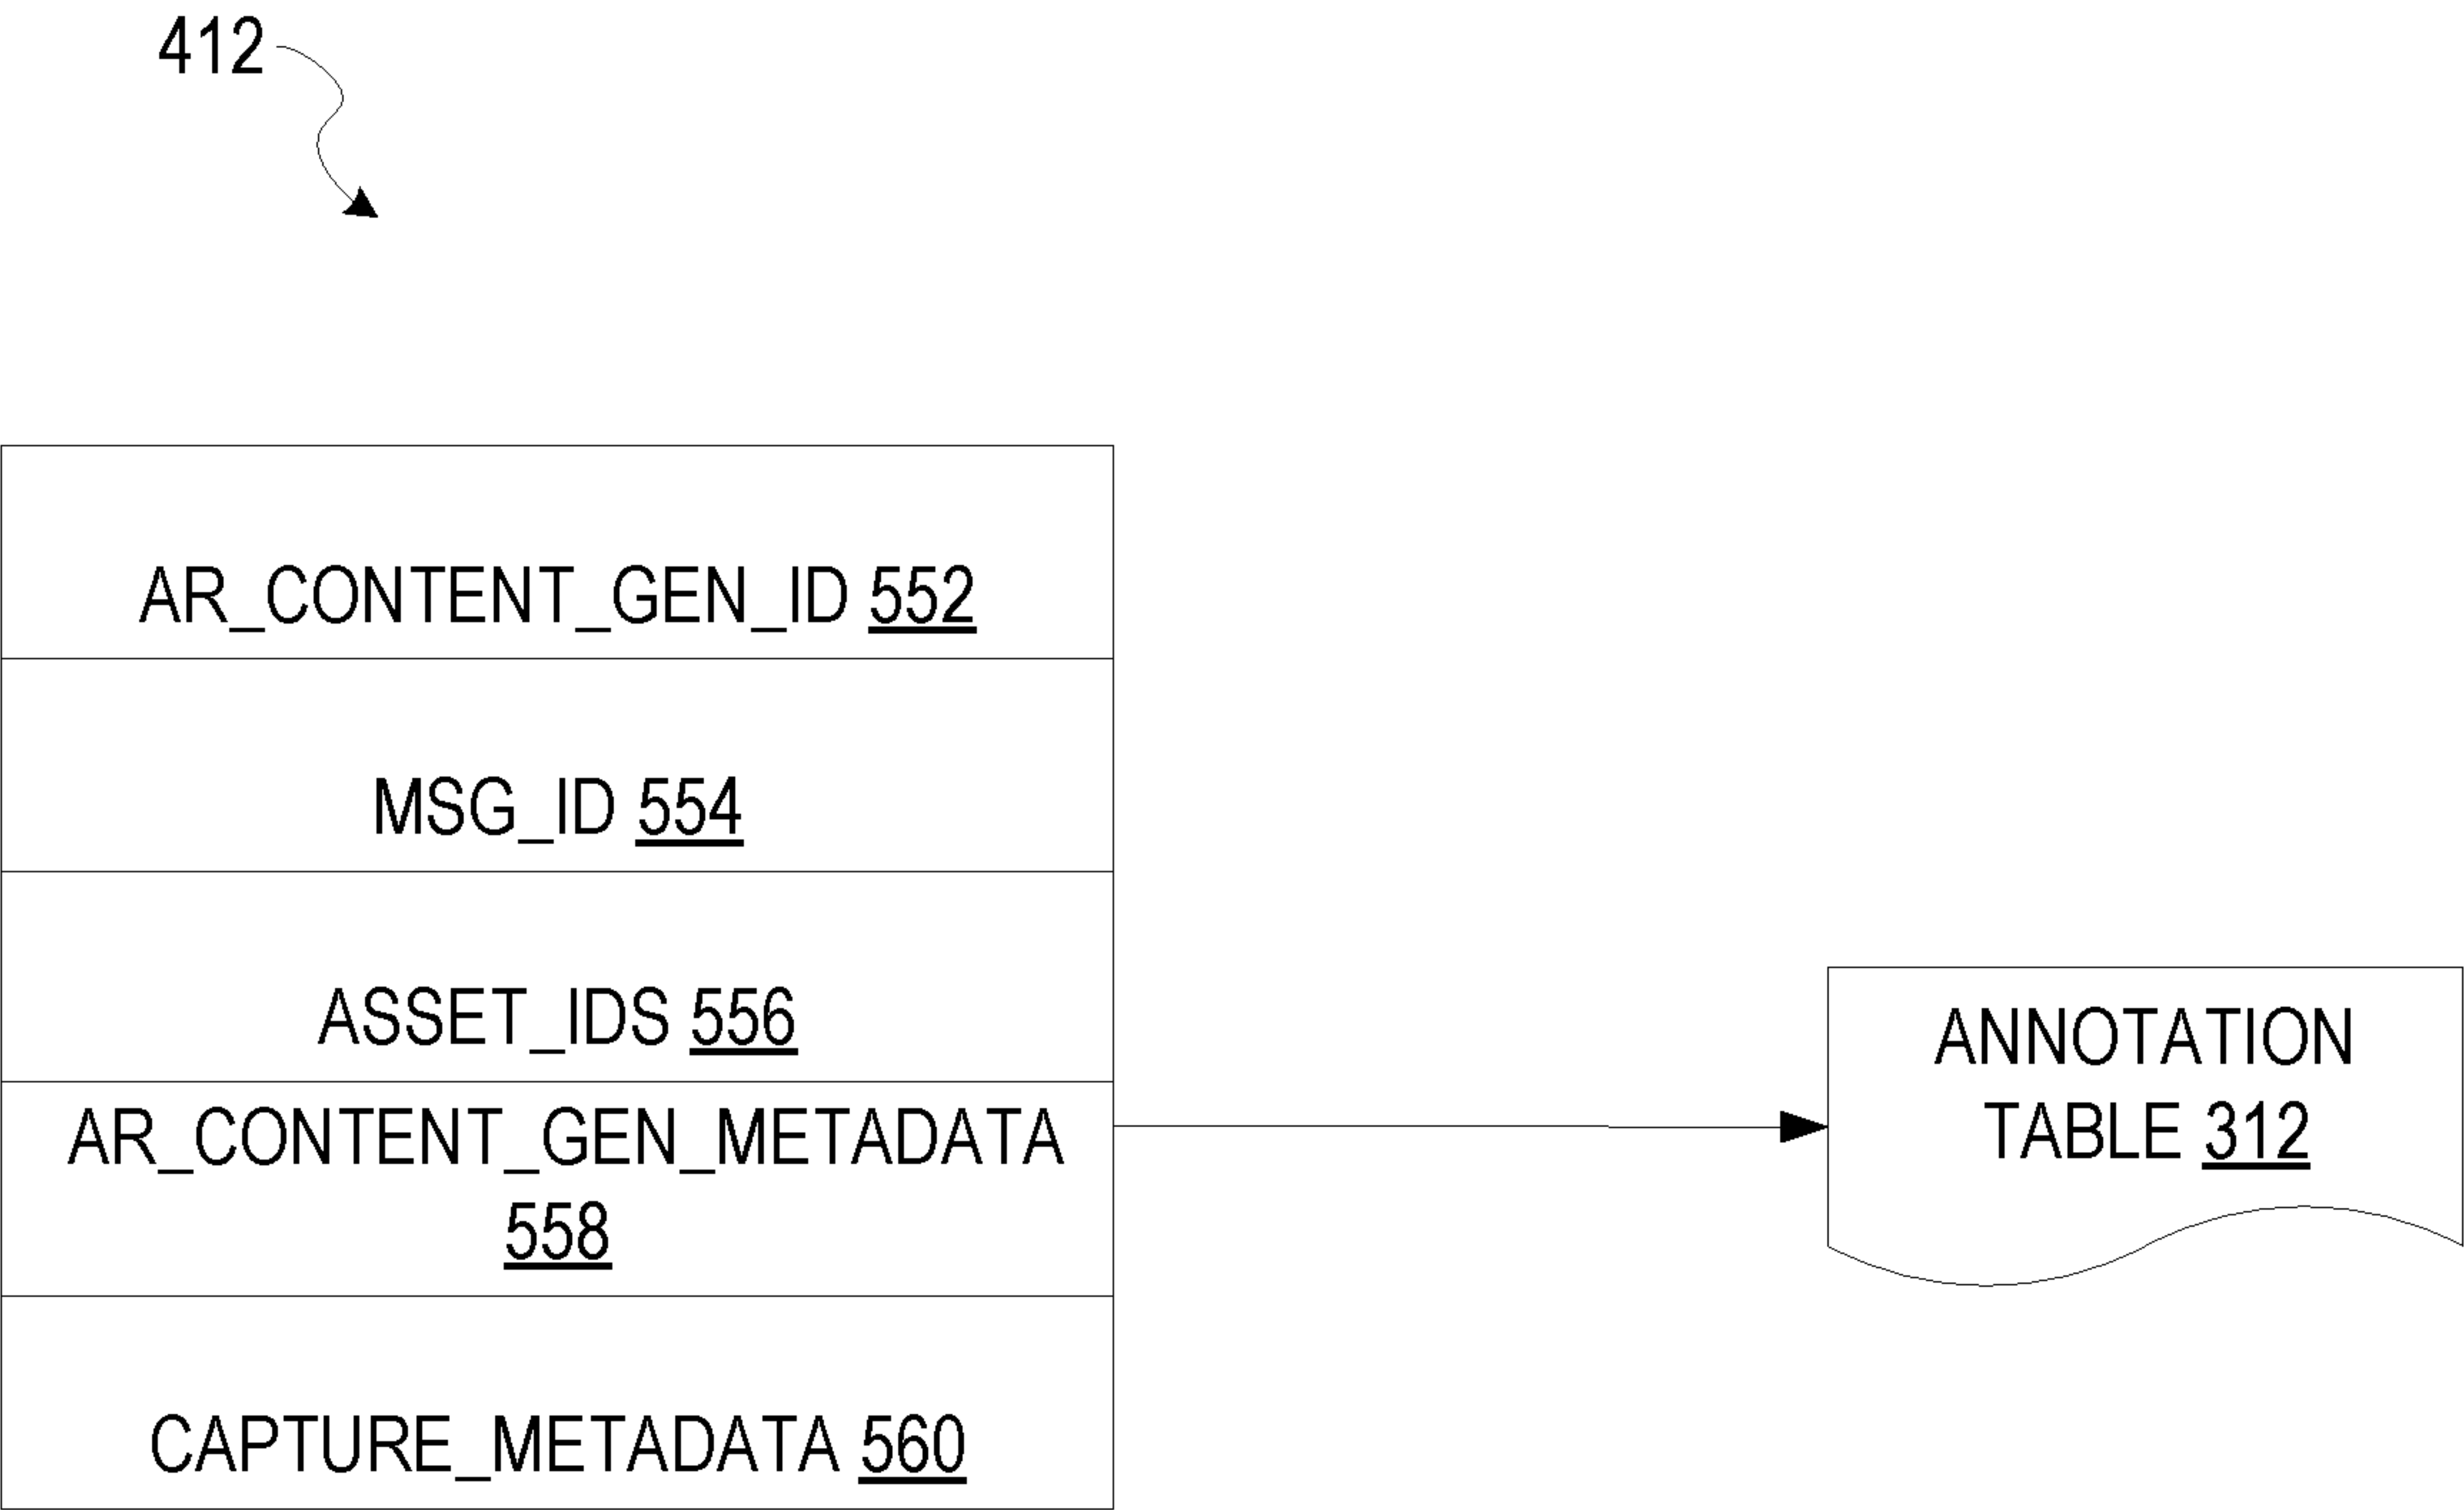 412
AR_CONTENT_GEN_ID 552
MSG_ID 554
ASSET_IDS 556
AR_CONTENT_GEN_METADATA
558
CAPTURE_METADATA 560
ANNOTATION
TABLE 312